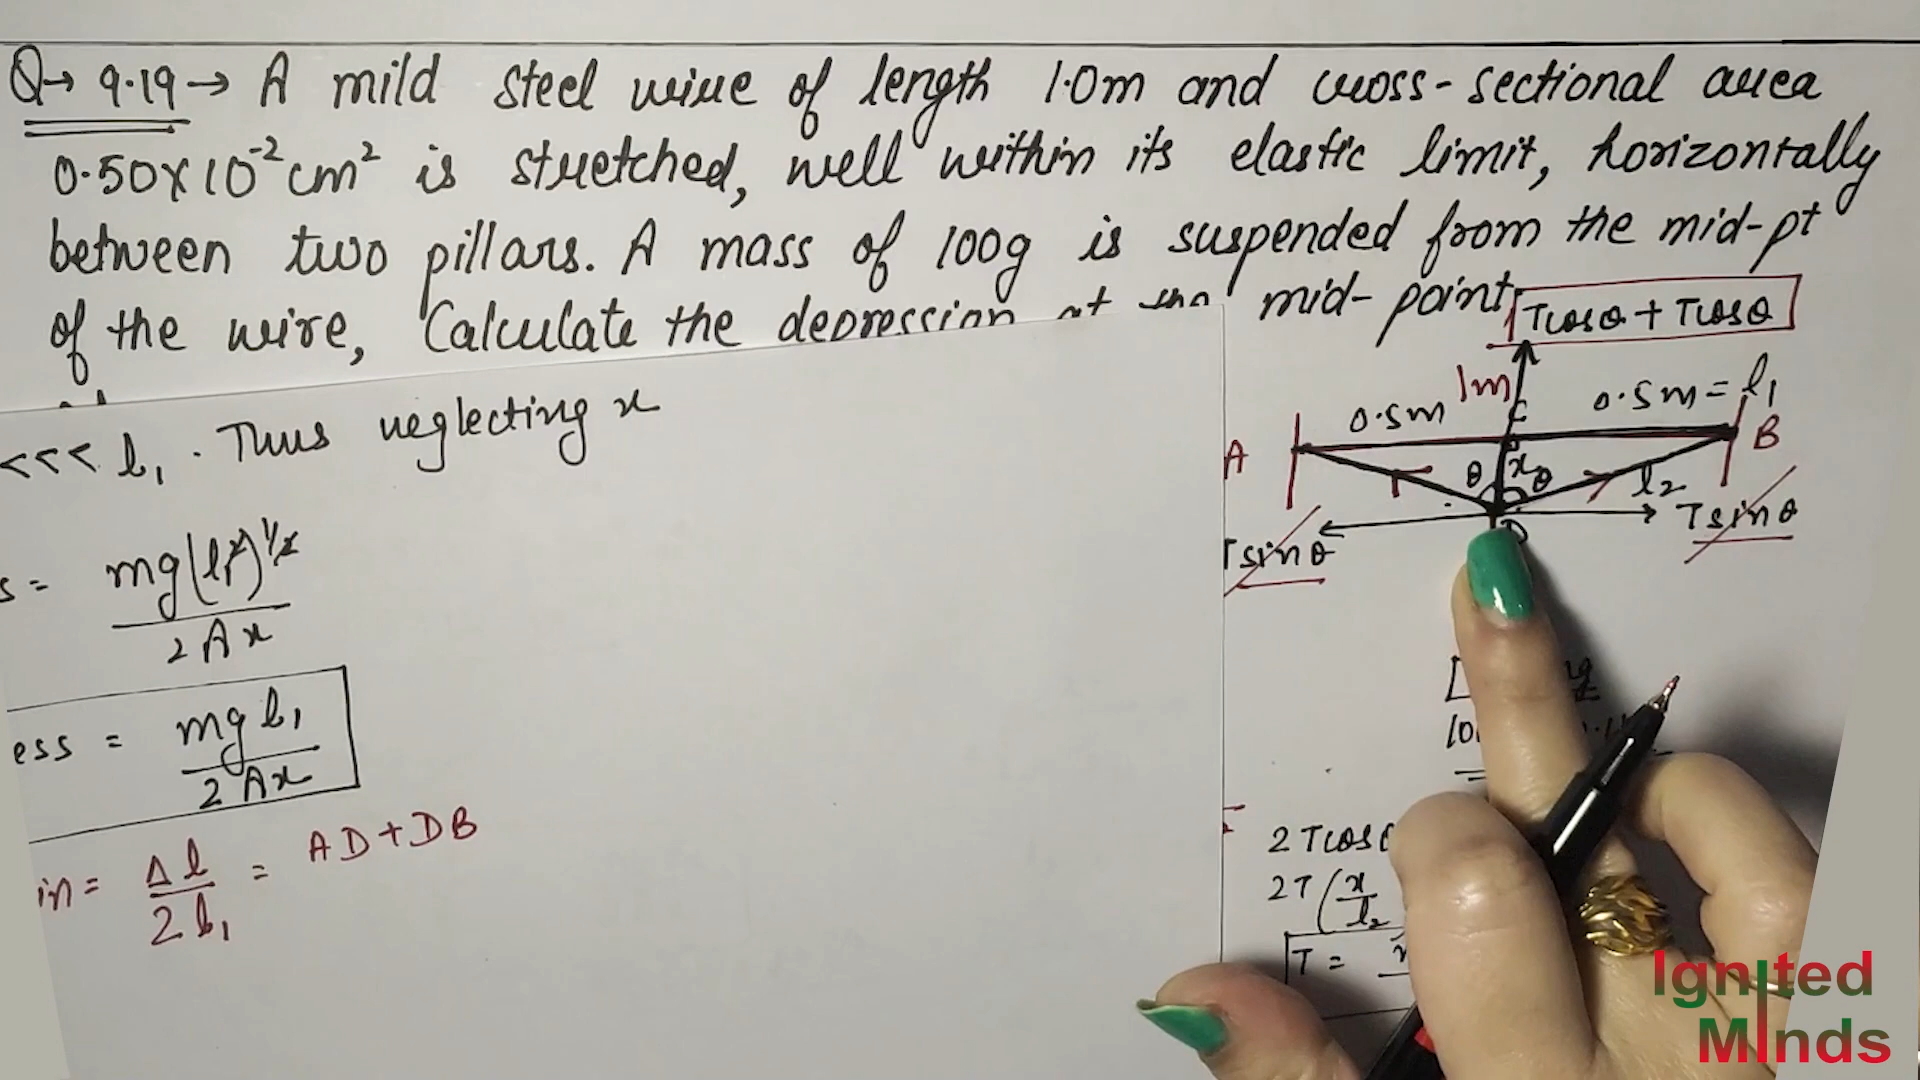 Q→ 9.19 → A mild steel wire of length 1.0m and cross-sectional area
0.50×10⁻² cm² is stretched, well within its elastic limit, horizontally
between two pillars. A mass of 100g is suspended from the mid-pt
of the wire, Calculate the depression at the mid-point.
<<< l₁. Thus neglecting x
s = mg(l₁²)^1/2
2Ax
ess = mg l₁
2Ax
in = Δl = AD + DB
2l₁
Tcosθ + Tcosθ
1m
C
0.5m
0.5m = l₁
A
B
θ x θ
l₂
Tsinθ
Tsinθ
D
2Tcos
2T(x
l₂
T =
Ignited
Minds